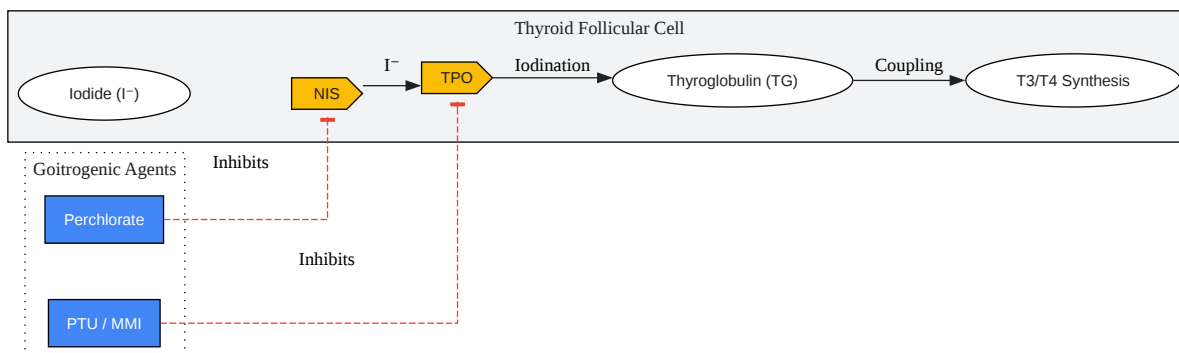 Thyroid Follicular Cell
Iodide (I⁻)
NIS
I⁻
TPO
Iodination
Thyroglobulin (TG)
Coupling
T3/T4 Synthesis
Goitrogenic Agents
Inhibits
Perchlorate
Inhibits
PTU / MMI